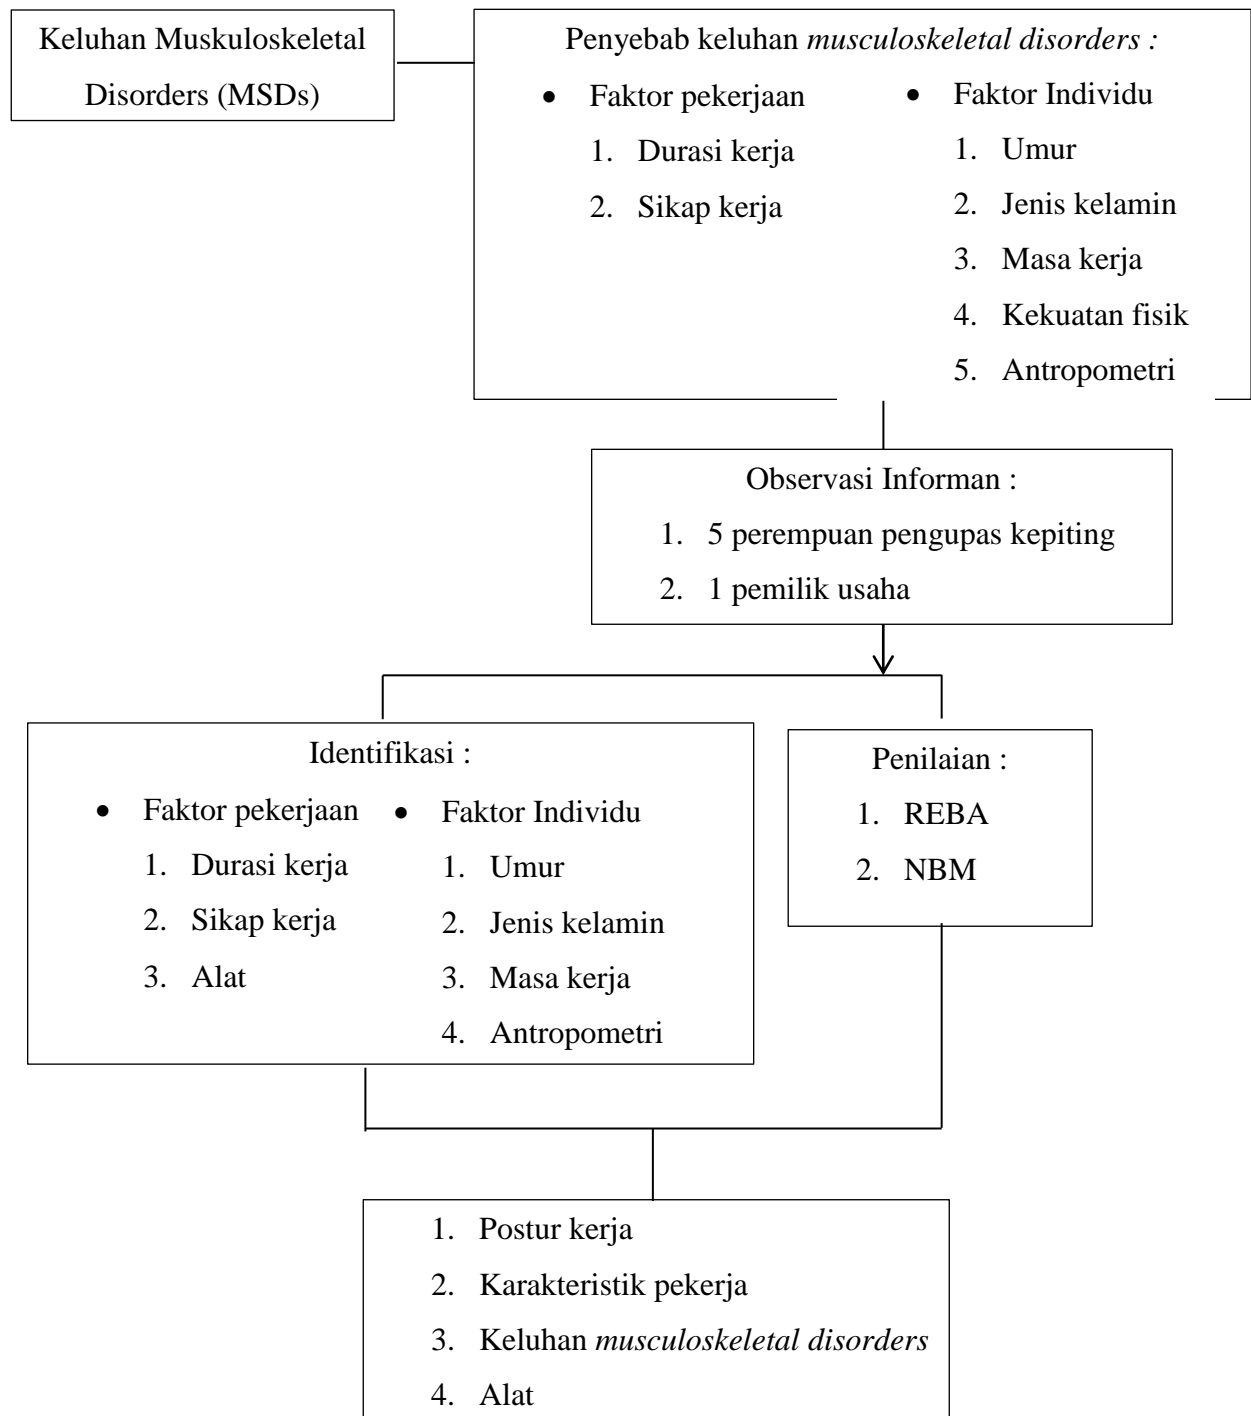 Keluhan Muskuloskeletal
Disorders (MSDs)
Penyebab keluhan musculoskeletal disorders :
• Faktor pekerjaan
1. Durasi kerja
2. Sikap kerja
• Faktor Individu
1. Umur
2. Jenis kelamin
3. Masa kerja
4. Kekuatan fisik
5. Antropometri
Observasi Informan :
1. 5 perempuan pengupas kepiting
2. 1 pemilik usaha
Identifikasi :
• Faktor pekerjaan
1. Durasi kerja
2. Sikap kerja
3. Alat
• Faktor Individu
1. Umur
2. Jenis kelamin
3. Masa kerja
4. Antropometri
Penilaian :
1. REBA
2. NBM
1. Postur kerja
2. Karakteristik pekerja
3. Keluhan musculoskeletal disorders
4. Alat